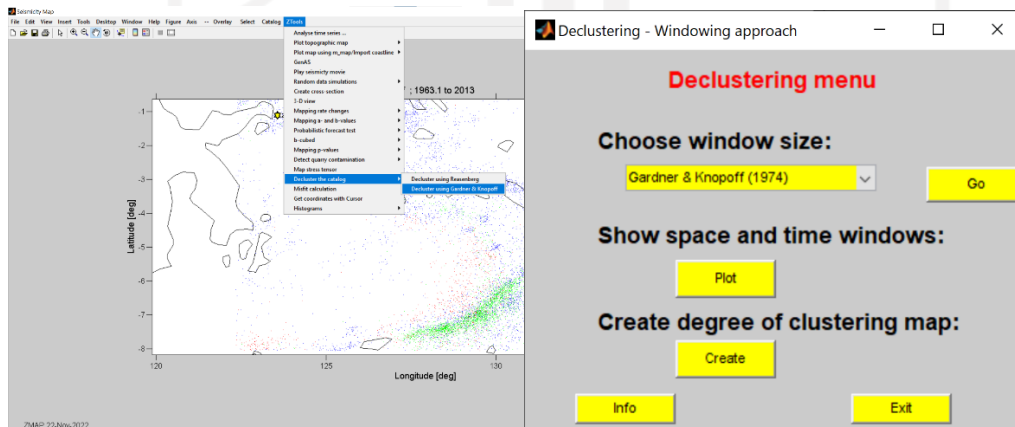 Seismicity Map
File Edit View Insert Tools Desktop Window Help Figure Axis -- Overlay Select Catalog ZTools
Analyse time series ...
Plot topographic map
Plot map using m_map/Import coastline
GenAS
Play seismicty movie
Random data simulations
Create cross-section
3-D view
Mapping rate changes
Mapping a- and b-values
Probabilistic forecast test
b-cubed
Mapping p-values
Detect quarry contamination
Map stress tensor
Decluster the catalog
Misfit calculation
Get coordinates with Cursor
Histograms
Decluster using Reasenberg
Decluster using Gardner & Knopoff
; 1963.1 to 2013
-1
-2
-3
-4
-5
-6
-7
-8
Latitude [deg]
120 125 130
Longitude [deg]
ZMAP 22-Nov-2022
Declustering - Windowing approach
Declustering menu
Choose window size:
Gardner & Knopoff (1974)
Go
Show space and time windows:
Plot
Create degree of clustering map:
Create
Info Exit